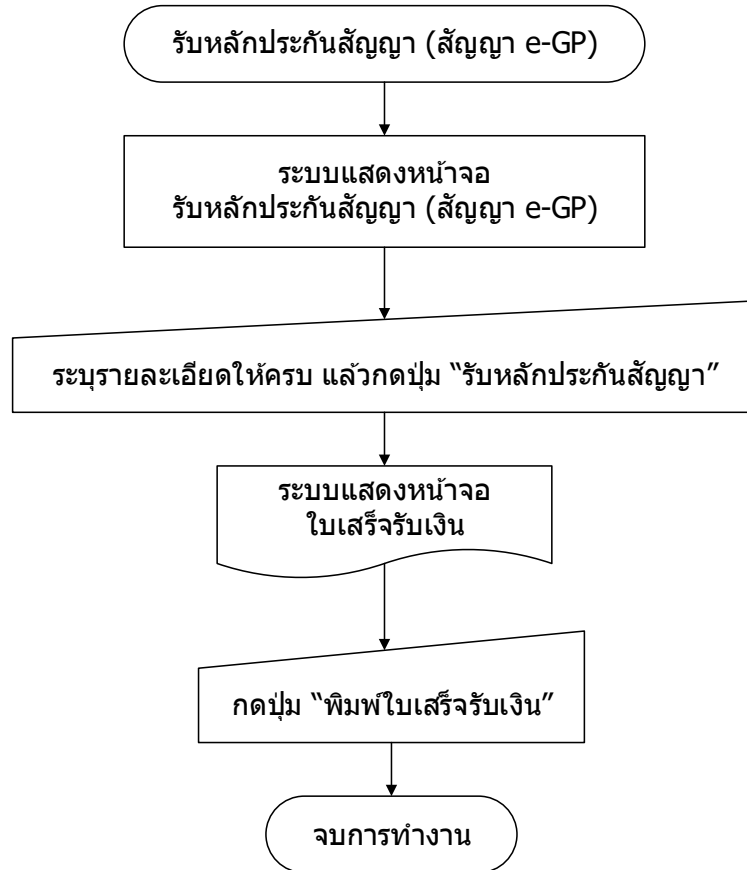 รับหลักประกันสัญญา (สัญญา e-GP)
ระบบแสดงหน้าจอ
รับหลักประกันสัญญา (สัญญา e-GP)
ระบุรายละเอียดให้ครบ แล้วกดปุ่ม “รับหลักประกันสัญญา”
ระบบแสดงหน้าจอ
ใบเสร็จรับเงิน
กดปุ่ม “พิมพ์ใบเสร็จรับเงิน”
จบการทำงาน